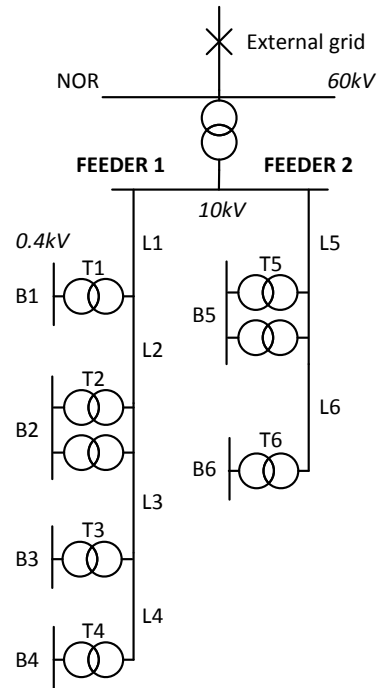 External grid
NOR 60kV
FEEDER 1 FEEDER 2
10kV
0.4kV L1 L5
T1 T5
B1
B5
L2
T2
L6
B2
T6
B6
L3
T3
B3
L4
T4
B4